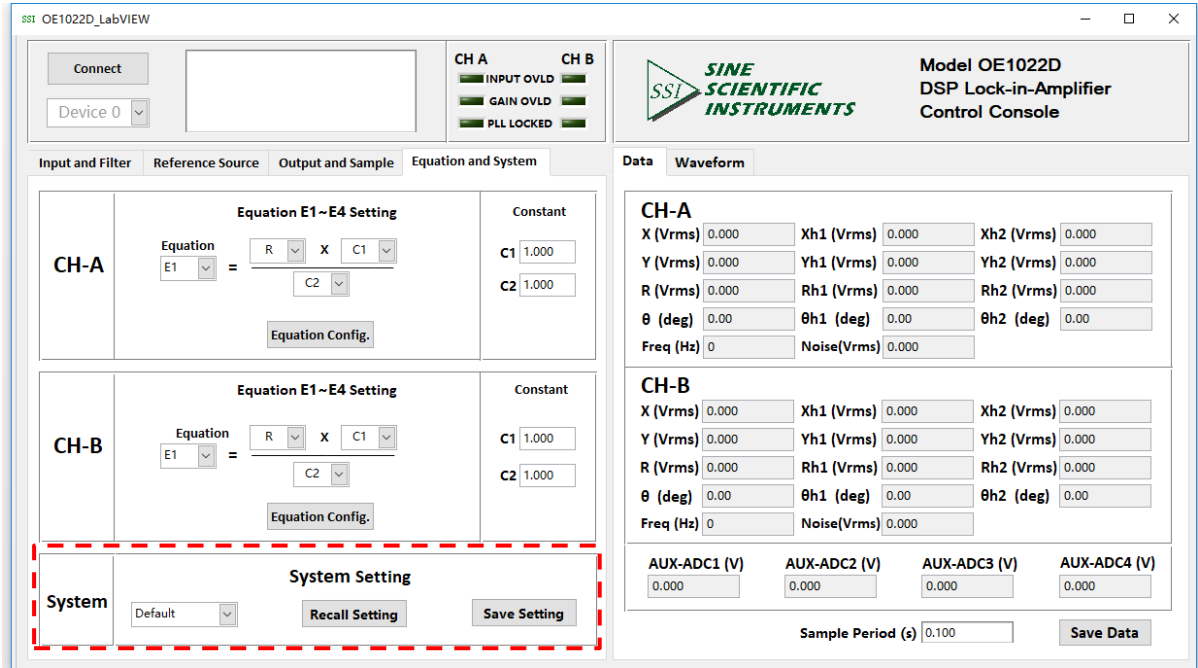 SSI OE1022D_LabVIEW
Connect
Device 0
CH A CH B
INPUT OVLD
GAIN OVLD
PLL LOCKED
SSI
SINE
SCIENTIFIC
INSTRUMENTS
Model OE1022D
DSP Lock-in-Amplifier
Control Console
Input and Filter Reference Source Output and Sample Equation and System
CH-A
Equation E1~E4 Setting
Equation
E1 = R X C1
C2
Equation Config.
Constant
C1 1.000
C2 1.000
CH-B
Equation E1~E4 Setting
Equation
E1 = R X C1
C2
Equation Config.
Constant
C1 1.000
C2 1.000
System
System Setting
Default Recall Setting Save Setting
Data Waveform
CH-A
X (Vrms) 0.000 Xh1 (Vrms) 0.000 Xh2 (Vrms) 0.000
Y (Vrms) 0.000 Yh1 (Vrms) 0.000 Yh2 (Vrms) 0.000
R (Vrms) 0.000 Rh1 (Vrms) 0.000 Rh2 (Vrms) 0.000
θ (deg) 0.00 θh1 (deg) 0.00 θh2 (deg) 0.00
Freq (Hz) 0 Noise(Vrms) 0.000
CH-B
X (Vrms) 0.000 Xh1 (Vrms) 0.000 Xh2 (Vrms) 0.000
Y (Vrms) 0.000 Yh1 (Vrms) 0.000 Yh2 (Vrms) 0.000
R (Vrms) 0.000 Rh1 (Vrms) 0.000 Rh2 (Vrms) 0.000
θ (deg) 0.00 θh1 (deg) 0.00 θh2 (deg) 0.00
Freq (Hz) 0 Noise(Vrms) 0.000
AUX-ADC1 (V) AUX-ADC2 (V) AUX-ADC3 (V) AUX-ADC4 (V)
0.000 0.000 0.000 0.000
Sample Period (s) 0.100 Save Data